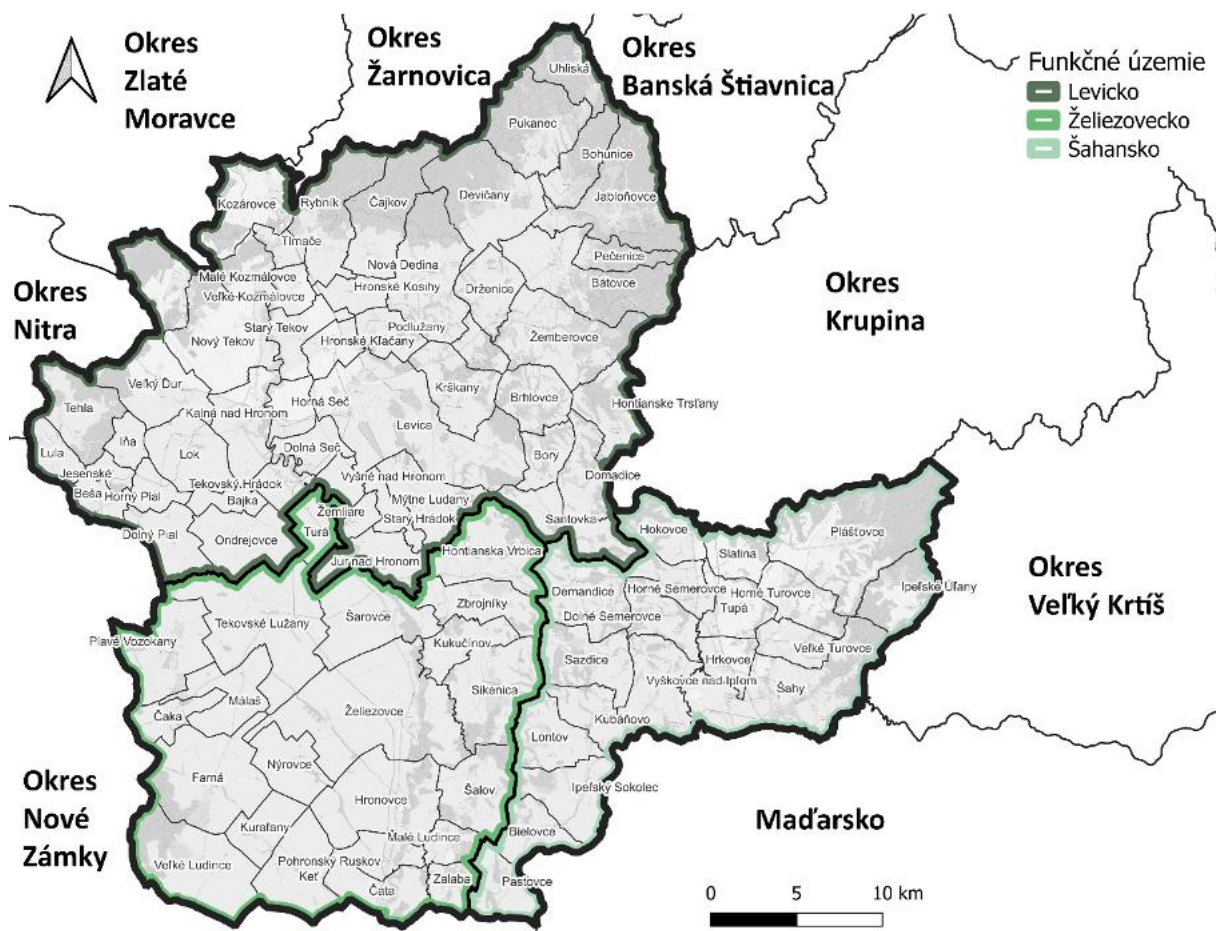 Okres
Zlaté
Moravce
Okres
Žarnovica
Okres
Banská Štiavnica
Funkčné územie
Levicko
Želiezovecko
Šahansko
Uhliská
Pukanec
Bohunice
Jabloňovce
Devičany
Kozárovce
Rybník
Čajkov
Tlmače
Pečenice
Bátovce
Nová Dedina
Malé Kozmálovce
Hronské Kosihy
Drženice
Veľké Kozmálovce
Okres
Nitra
Okres
Krupina
Starý Tekov
Podlužany
Žemberovce
Nový Tekov
Hronské Kľačany
Veľký Ďur
Krškany
Brhlovce
Tehla
Horná Seč
Hontianske Trsťany
Kalná nad Hronom
Levice
Iňa
Lula
Lok
Dolná Seč
Bory
Jesenské
Vyšné nad Hronom
Domadice
Beša
Horný Pial
Tekovský Hrádok
Bajka
Mýtne Ludany
Žemliare
Starý Hrádok
Santovka
Dolný Pial
Ondrejovce
Turá
Hokovce
Plášťovce
Jur nad Hronom
Hontianska Vrbica
Slatina
Ipeľské Úľany
Okres
Veľký Krtíš
Demandice
Horné Semerovce
Horné Turovce
Zbrojníky
Tupá
Dolné Semerovce
Šarovce
Tekovské Lužany
Plavé Vozokany
Kukučínov
Veľké Turovce
Sazdice
Hrkovce
Vyškovce nad Ipľom
Šahy
Sikenica
Málaš
Želiezovce
Čaka
Kubáňovo
Lontov
Nýrovce
Farná
Ipeľský Sokolec
Šalov
Hronovce
Okres
Nové
Zámky
Maďarsko
Kuraľany
Malé Ludince
Bielovce
Veľké Ludince
Pohronský Ruskov
Keť
Zalaba
Pastovce
Čata
0 5 10 km